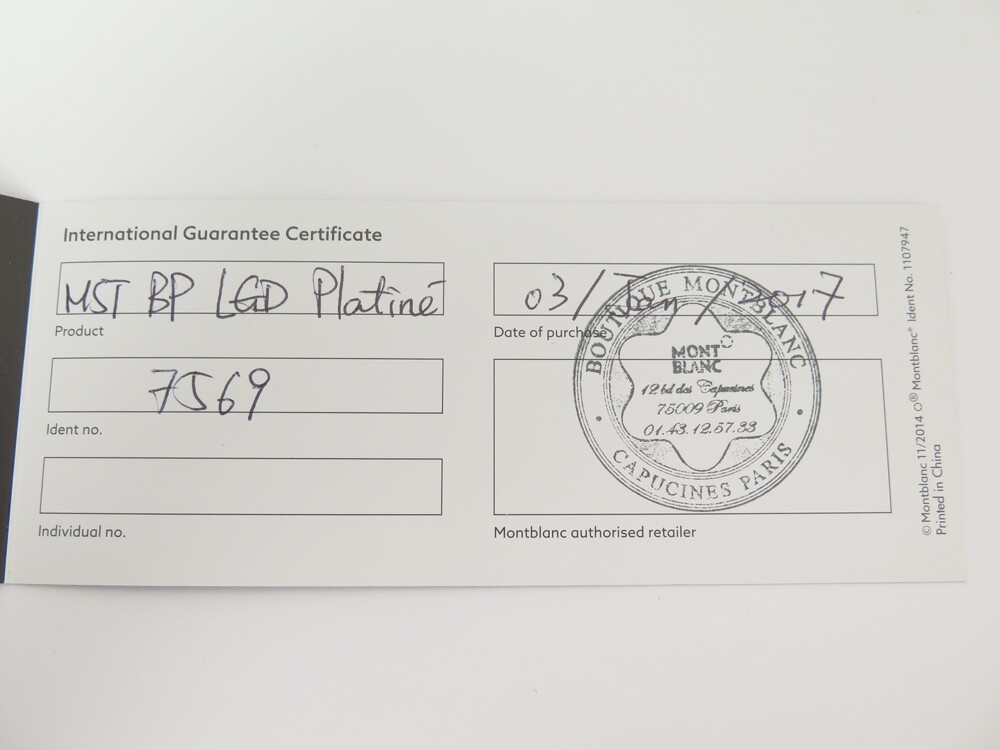 International Guarantee Certificate
MST BP LGD Platiné
Product
7569
Ident no.
Individual no.
03/Jan/2017
Date of purchase
BOUTIQUE MONTBLANC
MONT
BLANC
12 bd des Capucines
75009 Paris
01.43.12.57.33
CAPUCINES PARIS
Montblanc authorised retailer
© Montblanc 11/2014 ® Montblanc® Ident No. 1107947
Printed in China